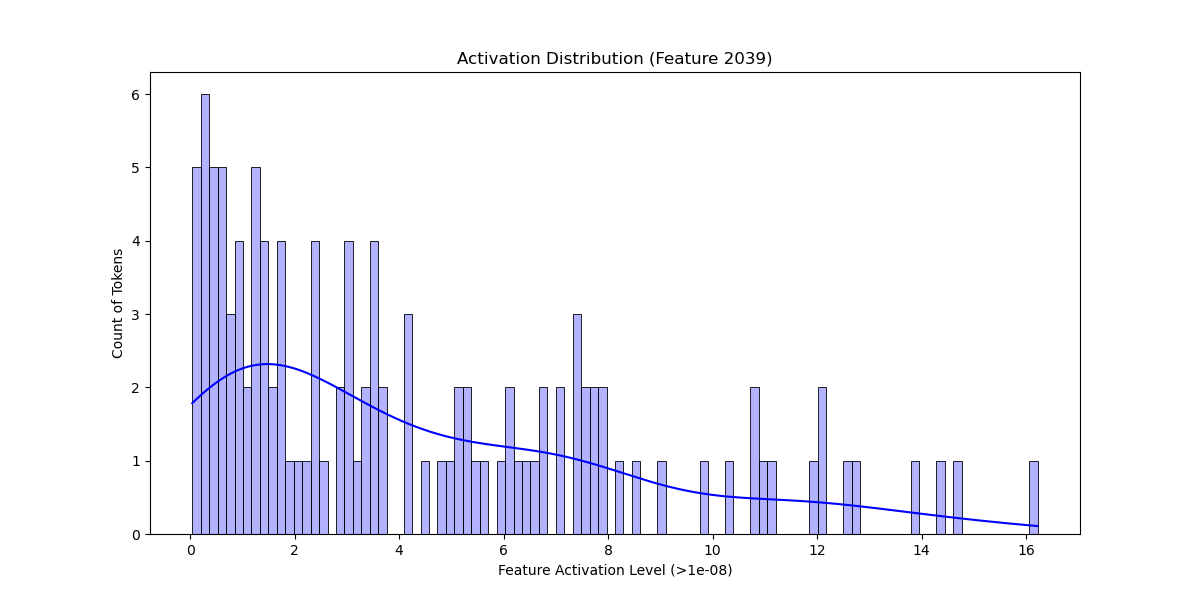 Activation Distribution (Feature 2039)
Count of Tokens
6
5
4
3
2
1
0
0 2 4 6 8 10 12 14 16
Feature Activation Level (>1e-08)